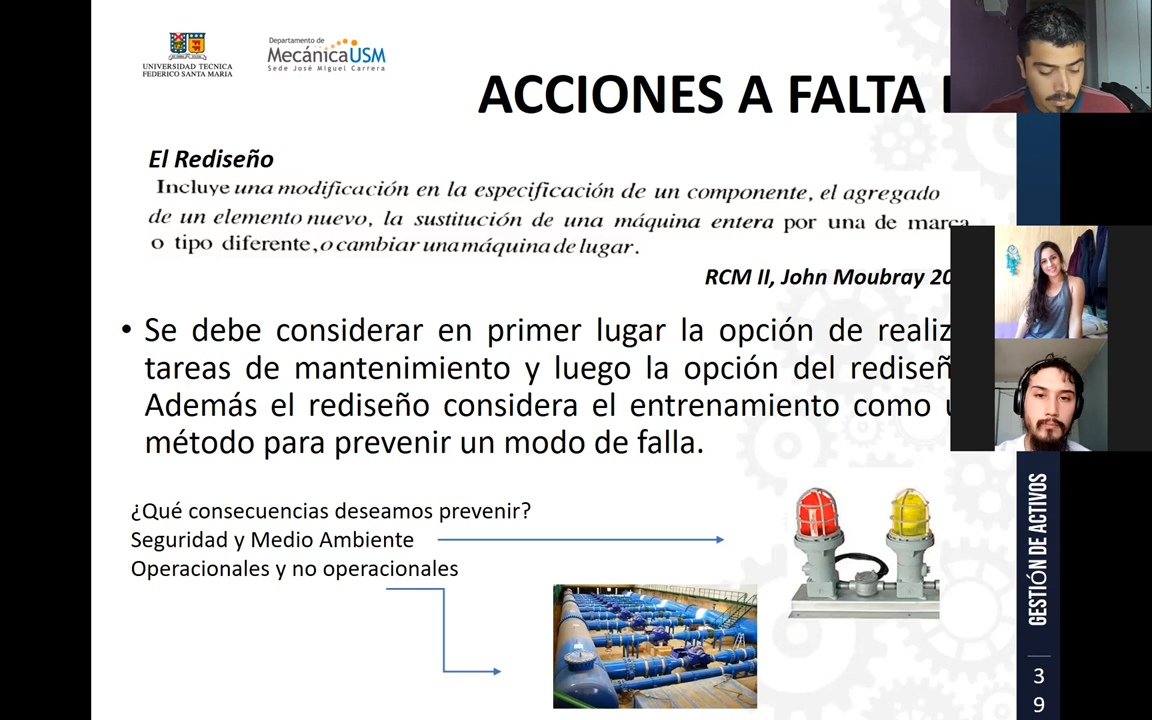 UNIVERSIDAD TECNICA
FEDERICO SANTA MARIA
Departamento de
MecánicaUSM
Sede José Miguel Carrera
ACCIONES A FALTA
El Rediseño
Incluye una modificación en la especificación de un componente, el agregado
de un elemento nuevo, la sustitución de una máquina entera por una de marca
o tipo diferente, o cambiar una máquina de lugar.
RCM II, John Moubray 20
• Se debe considerar en primer lugar la opción de realiz
tareas de mantenimiento y luego la opción del rediseñ
Además el rediseño considera el entrenamiento como
método para prevenir un modo de falla.
¿Qué consecuencias deseamos prevenir?
Seguridad y Medio Ambiente
Operacionales y no operacionales
GESTIÓN DE ACTIVOS
3
9